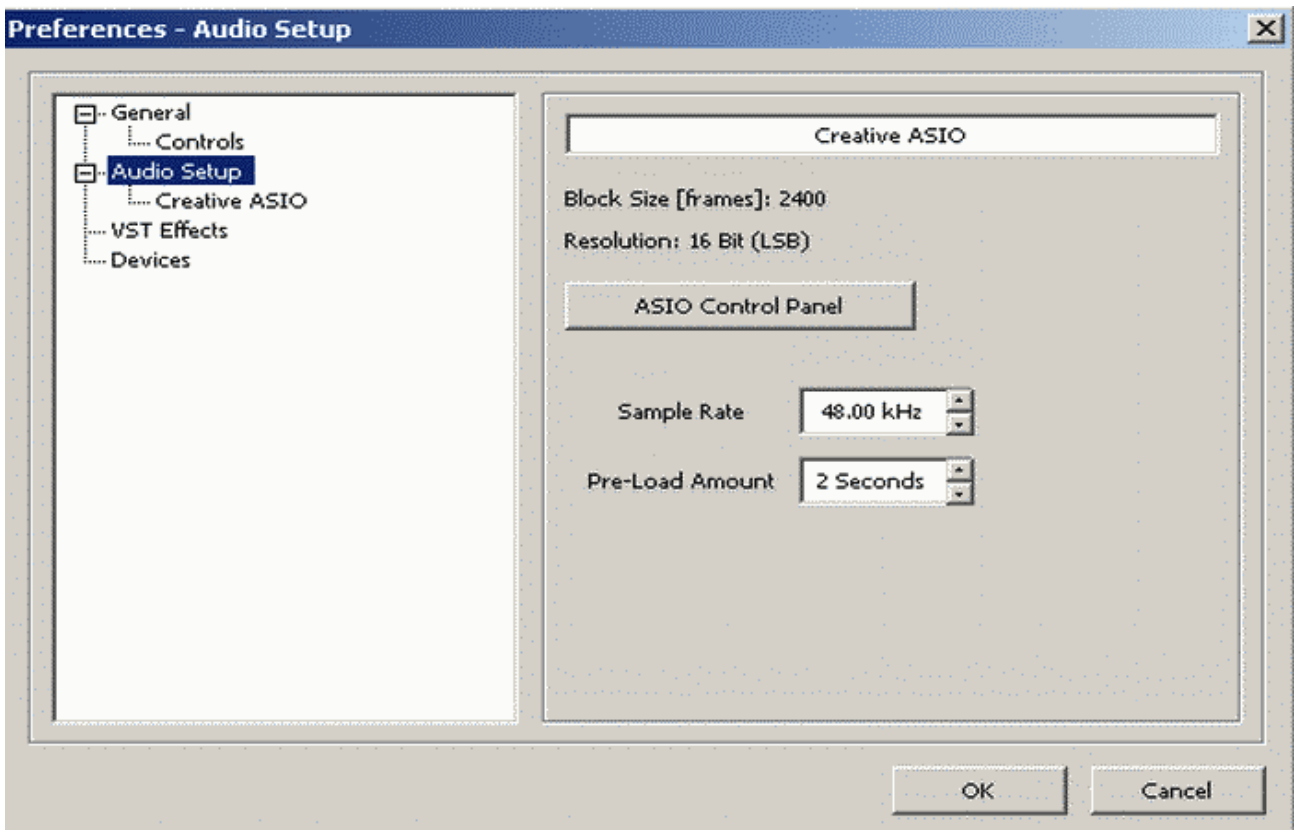 Preferences - Audio Setup
General
Controls
Audio Setup
Creative ASIO
VST Effects
Devices
Creative ASIO
Block Size [frames]: 2400
Resolution: 16 Bit (LSB)
ASIO Control Panel
Sample Rate 48.00 kHz
Pre-Load Amount 2 Seconds
OK Cancel